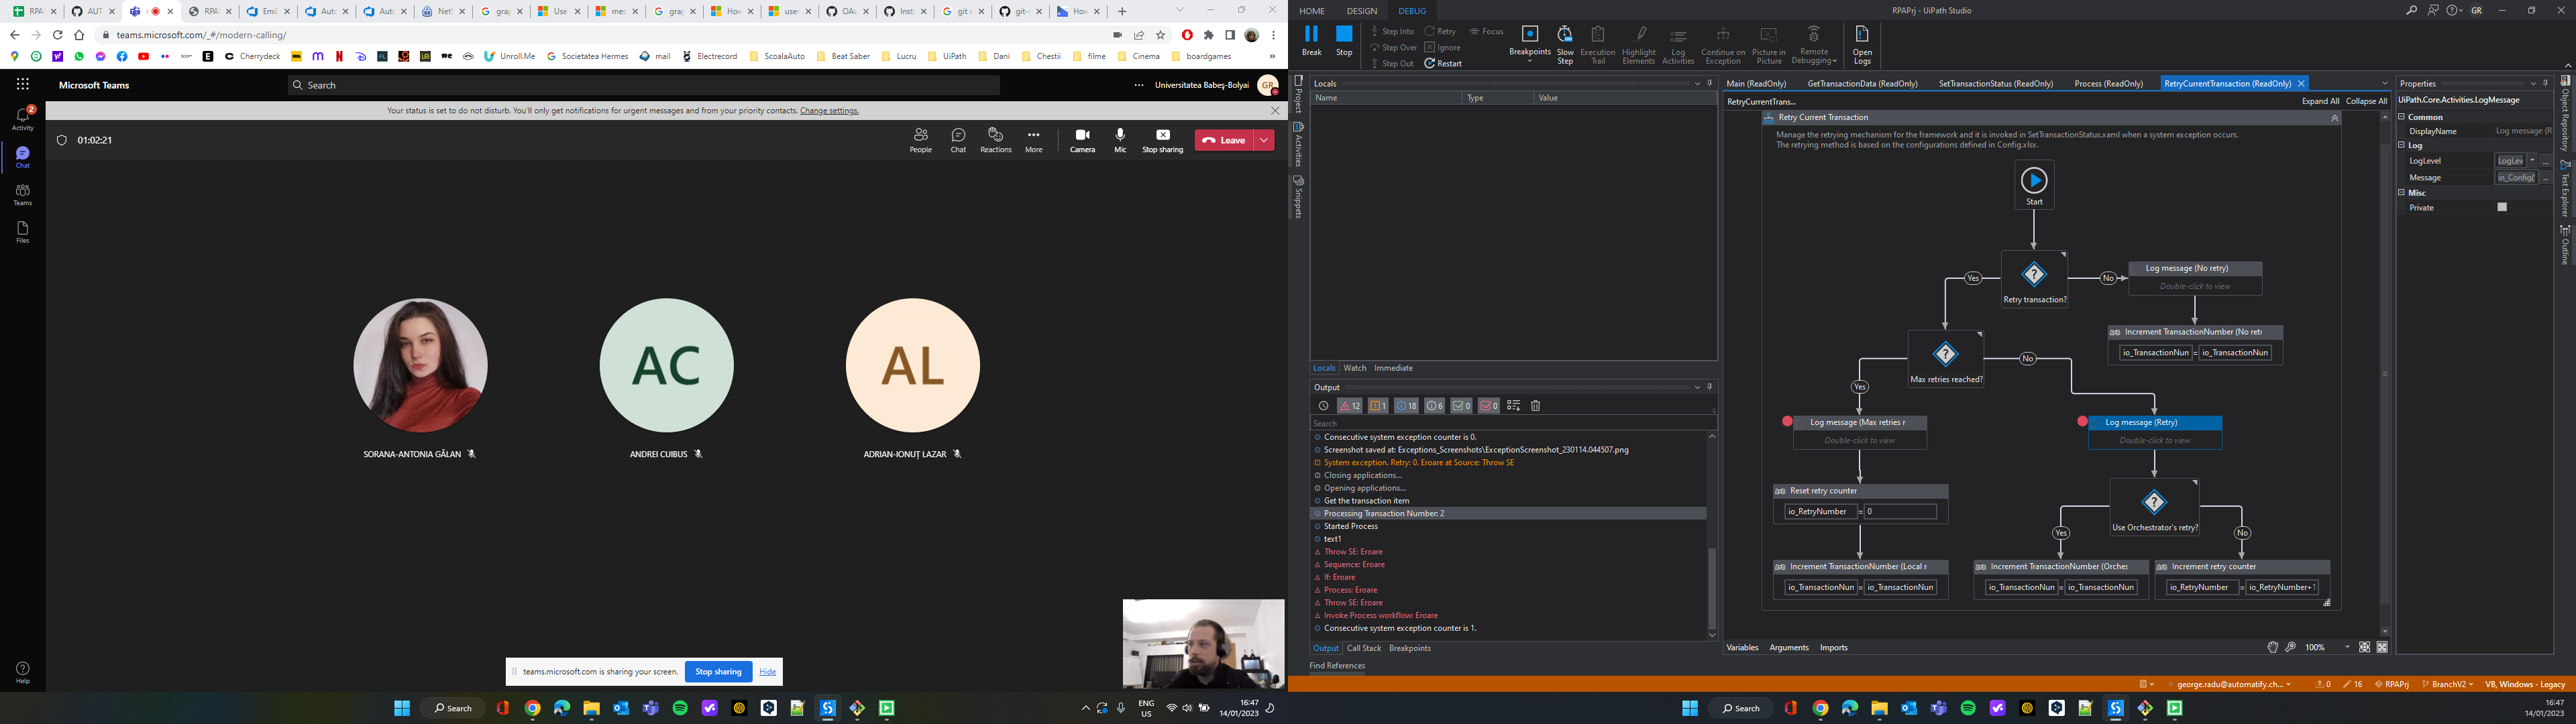 RPAP
AUT
RPA
Emil
Auto
Auto
NetS
grap
Use
me
grap
How
user
OAu
Insta
git r
git-c
How
teams.microsoft.com/_#/modern-calling/
Cherrydeck
Unroll.Me
Societatea Hermes
mail
Electrecord
ScoalaAuto
Beat Saber
Lucru
UiPath
Dani
Chestii
filme
Cinema
boardgames
Microsoft Teams
Search
Universitatea Babeș-Bolyai
GR
Your status is set to do not disturb. You'll only get notifications for urgent messages and from your priority contacts. Change settings.
Activity
2
Chat
Teams
Files
Help
01:02:21
People
Chat
Reactions
More
Camera
Mic
Stop sharing
Leave
AC
AL
SORANA-ANTONIA GĂLAN
ANDREI CUIBUS
ADRIAN-IONUȚ LAZAR
teams.microsoft.com is sharing your screen.
Stop sharing
Hide
Search
ENG
US
16:47
14/01/2023
HOME
DESIGN
DEBUG
RPAPrj - UiPath Studio
GR
Break
Stop
Step Into
Step Over
Step Out
Retry
Ignore
Restart
Focus
Breakpoints
Slow
Step
Execution
Trail
Highlight
Elements
Log
Activities
Continue on
Exception
Picture in
Picture
Remote
Debugging
Open
Logs
Project
Activities
Snippets
Locals
Name
Type
Value
Locals
Watch
Immediate
Output
12
1
18
6
0
0
Search
Consecutive system exception counter is 0.
Screenshot saved at: Exceptions_Screenshots\ExceptionScreenshot_230114.044507.png
System exception. Retry: 0. Eroare at Source: Throw SE
Closing applications...
Opening applications...
Get the transaction item
Processing Transaction Number: 2
Started Process
text1
Throw SE: Eroare
Sequence: Eroare
If: Eroare
Process: Eroare
Throw SE: Eroare
Invoke Process workflow: Eroare
Consecutive system exception counter is 1.
Output
Call Stack
Breakpoints
Find References
Main (ReadOnly)
GetTransactionData (ReadOnly)
SetTransactionStatus (ReadOnly)
Process (ReadOnly)
RetryCurrentTransaction (ReadOnly)
RetryCurrentTrans...
Expand All
Collapse All
Retry Current Transaction
Manage the retrying mechanism for the framework and it is invoked in SetTransactionStatus.xaml when a system exception occurs.
The retrying method is based on the configurations defined in Config.xlsx.
Start
Retry transaction?
Yes
No
Log message (No retry)
Double-click to view
Increment TransactionNumber (No retr
io_TransactionNun = io_TransactionNun
Max retries reached?
No
Yes
Log message (Max retries r
Double-click to view
Log message (Retry)
Double-click to view
Reset retry counter
io_RetryNumber = 0
Use Orchestrator's retry?
Yes
No
Increment TransactionNumber (Local r
io_TransactionNun = io_TransactionNun
Increment TransactionNumber (Orches
io_TransactionNun = io_TransactionNun
Increment retry counter
io_RetryNumber = io_RetryNumber+1
Variables
Arguments
Imports
100%
Properties
UiPath.Core.Activities.LogMessage
Common
DisplayName
Log message (R
Log
LogLevel
LogLev
Message
in_Config(
Misc
Private
Object Repository
Test Explorer
Outline
george.radu@automatify.ch...
0
16
RPAPrj
BranchV2
VB, Windows - Legacy
Search
16:47
14/01/2023